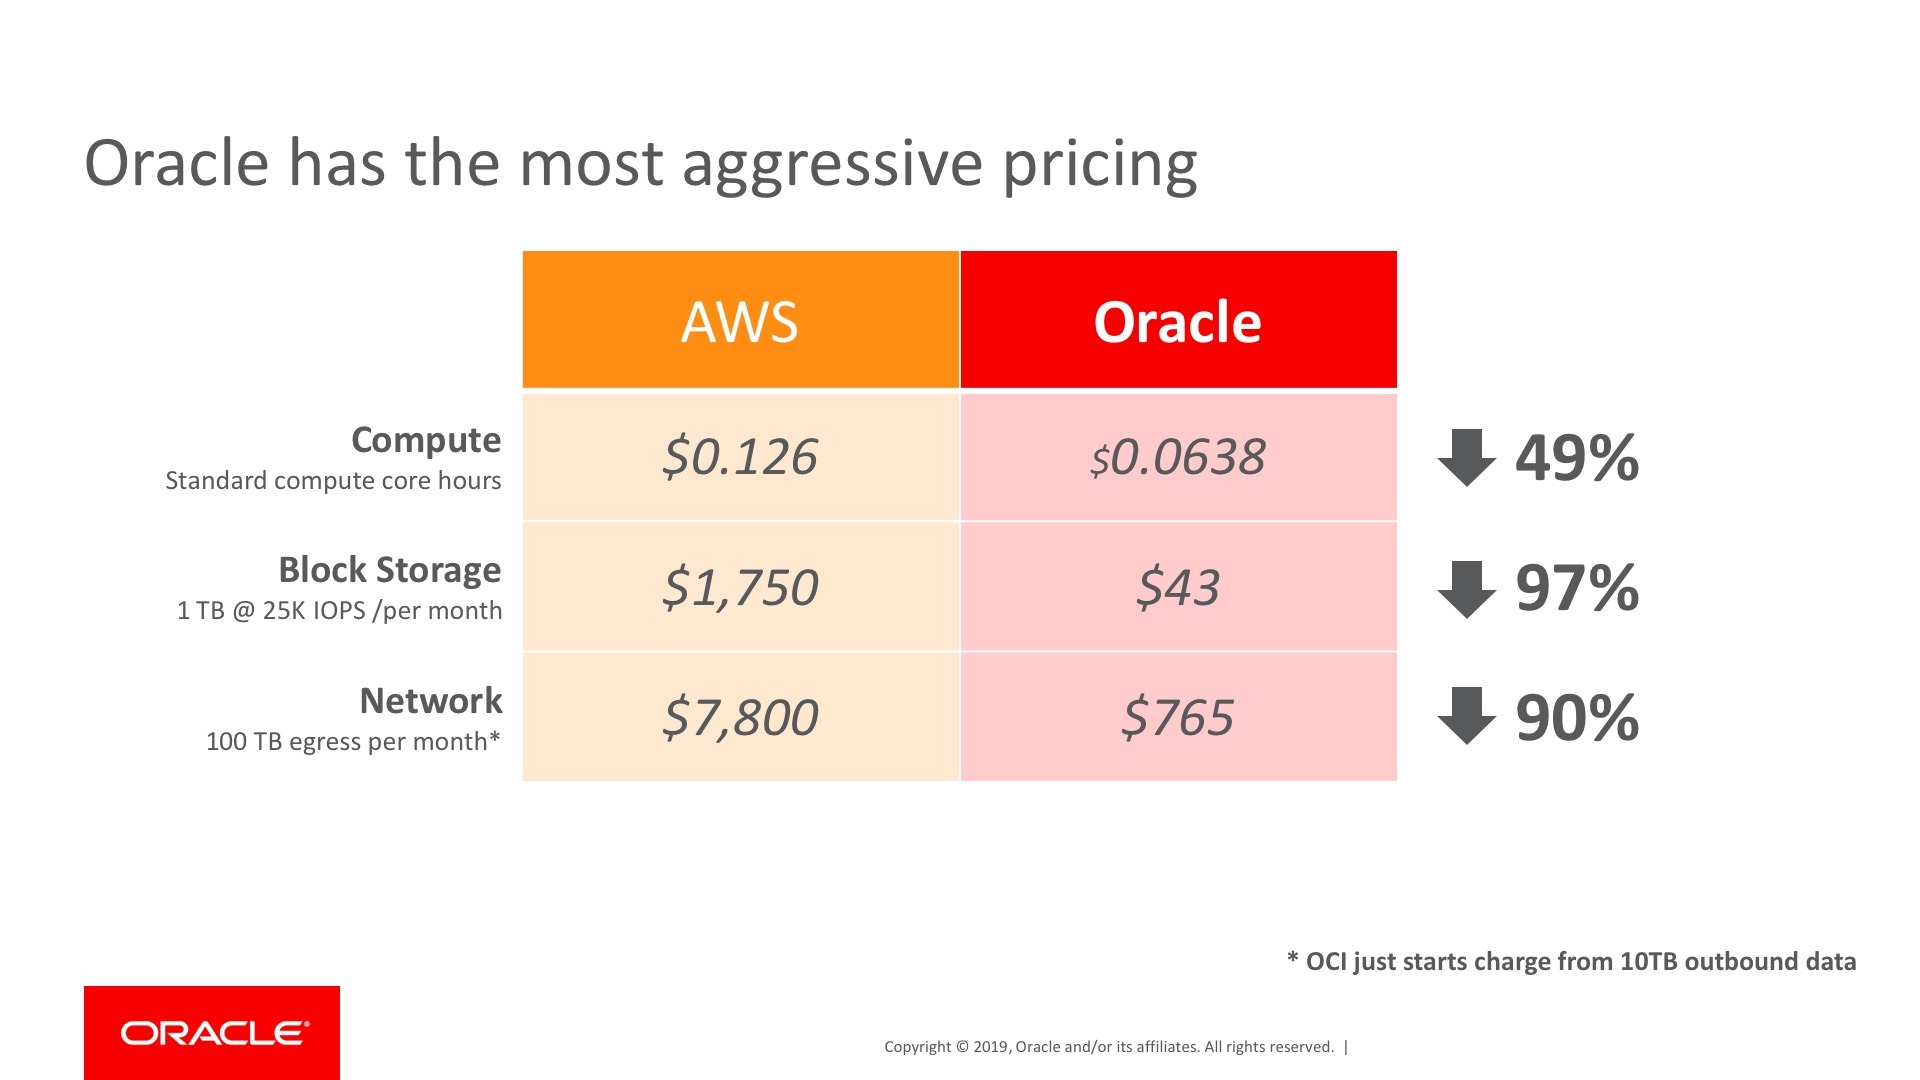 Oracle has the most aggressive pricing
AWS
Oracle
Compute
Standard compute core hours
$0.126
$0.0638
49%
Block Storage
1 TB @ 25K IOPS /per month
$1,750
$43
97%
Network
100 TB egress per month*
$7,800
$765
90%
* OCI just starts charge from 10TB outbound data
ORACLE®
Copyright © 2019, Oracle and/or its affiliates. All rights reserved. |